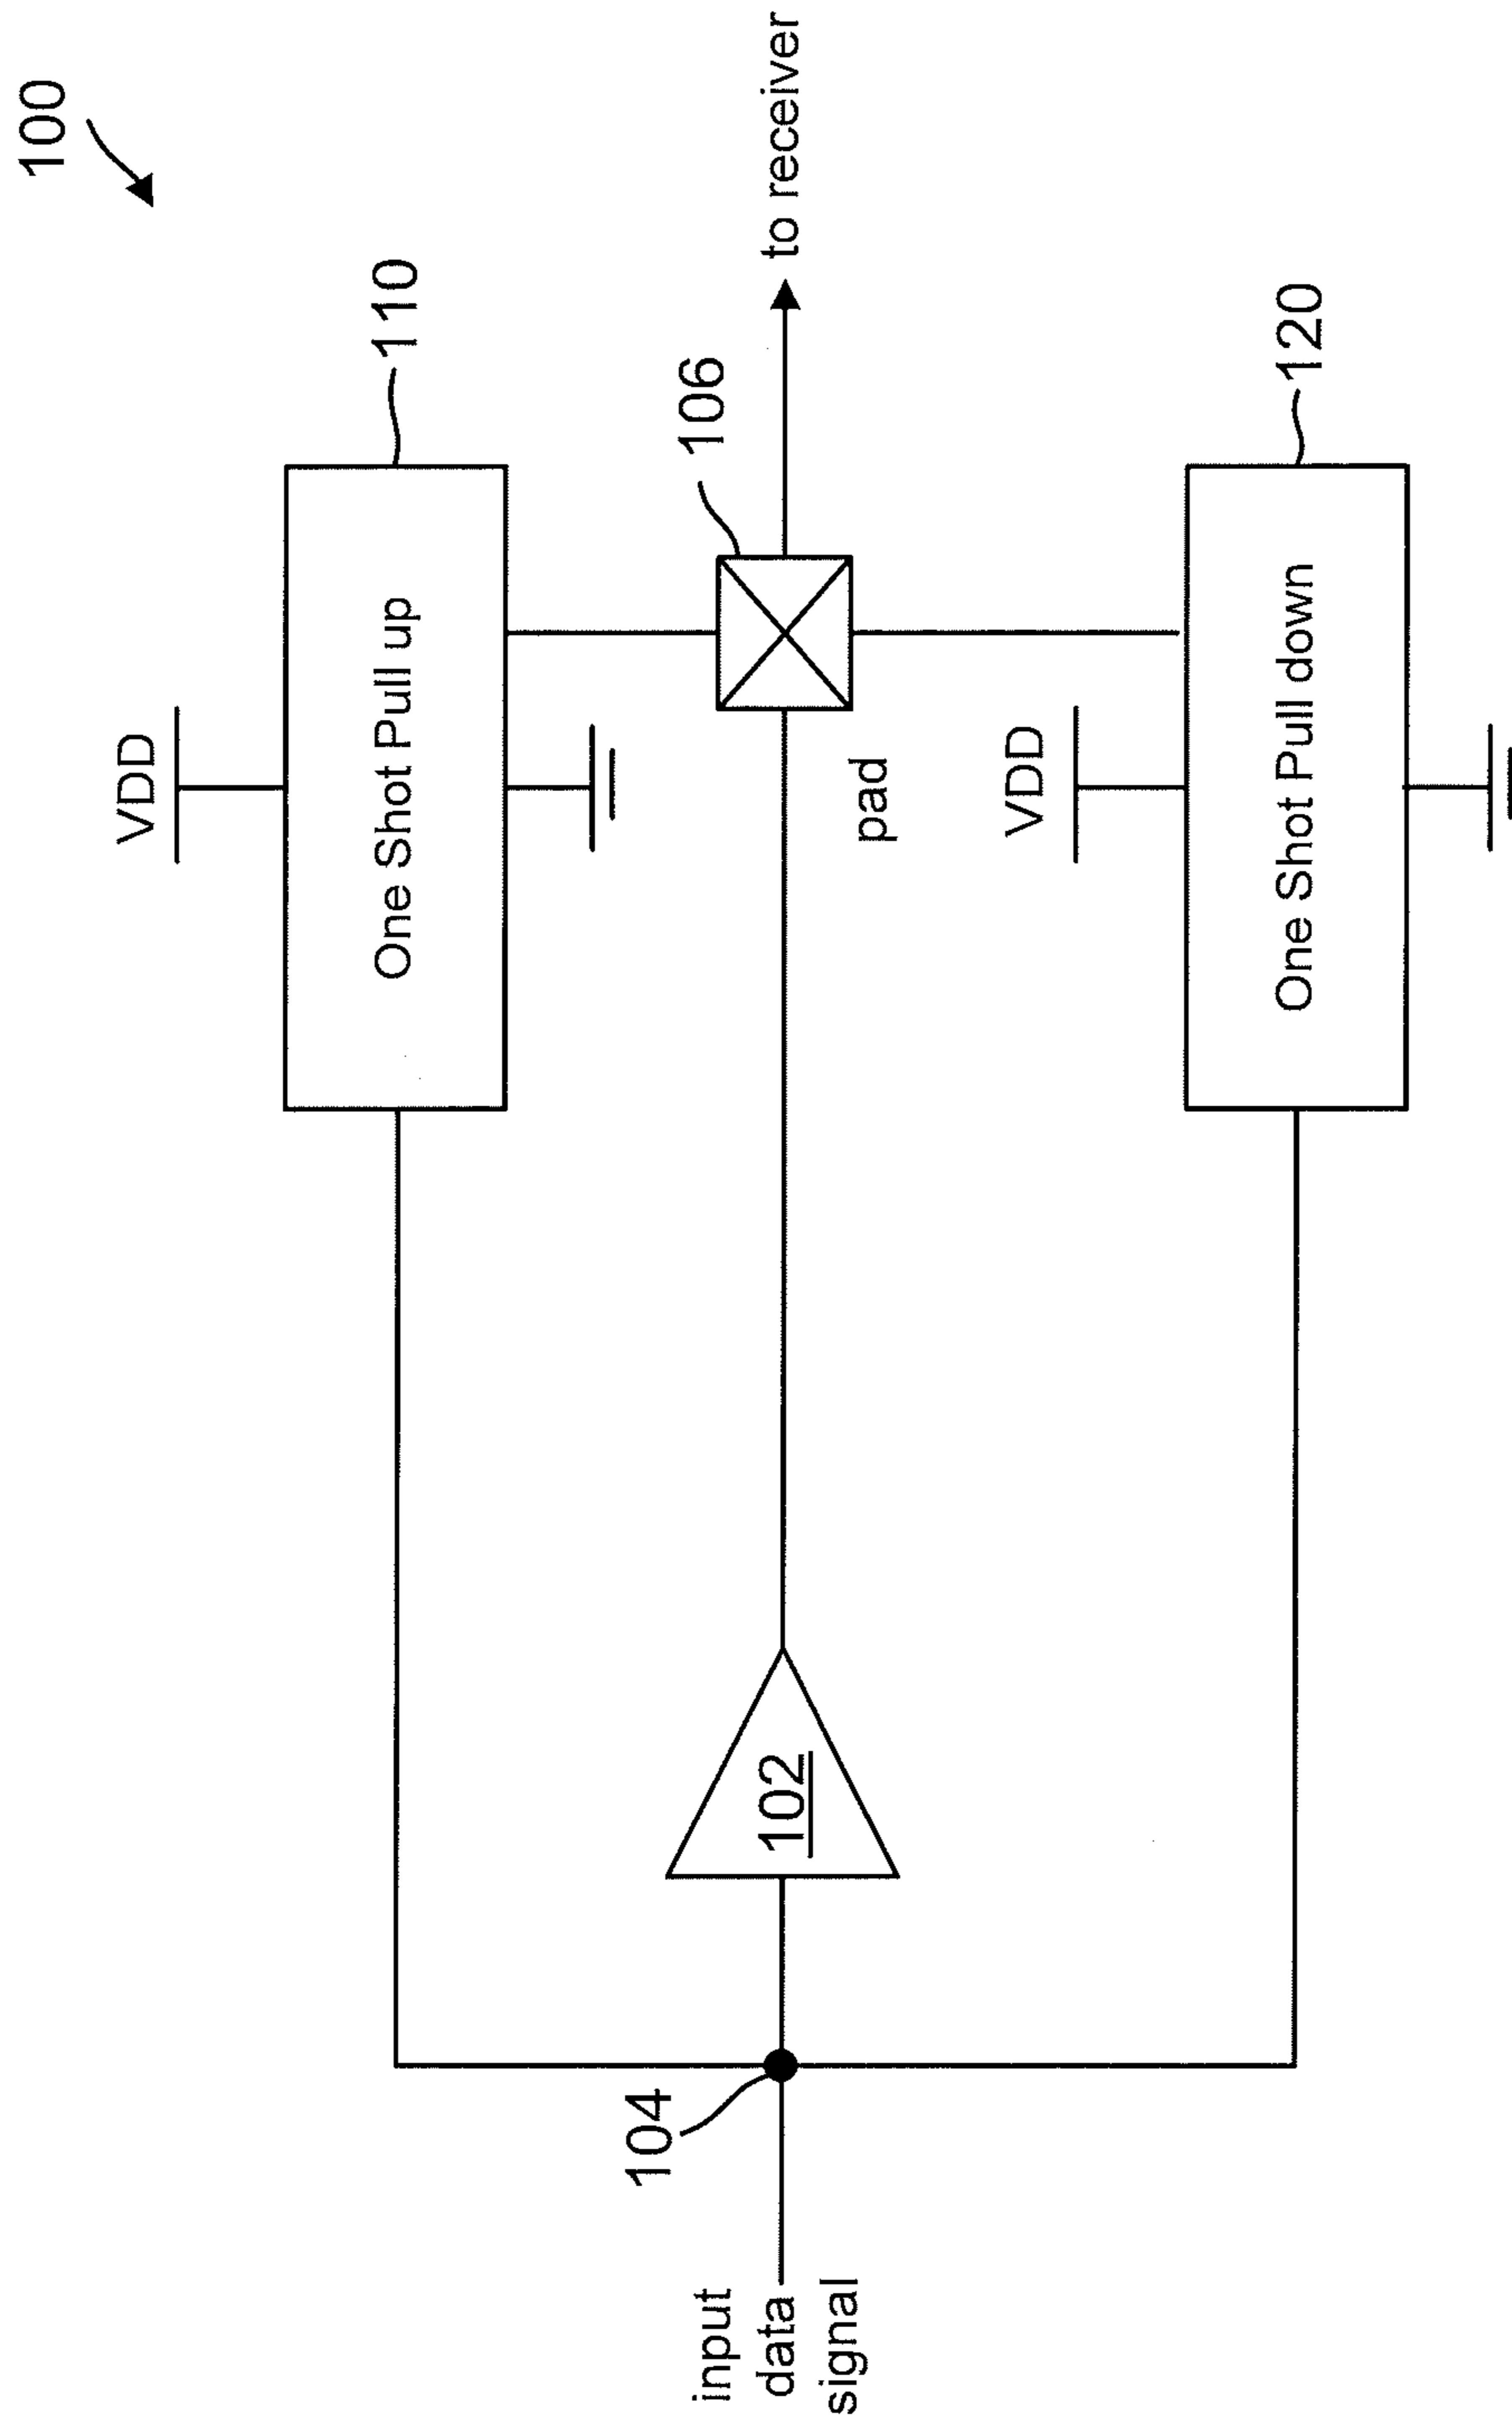 100
VDD
One Shot Pull up
110
106
to receiver
pad
102
104
input
data
signal
VDD
One Shot Pull down
120